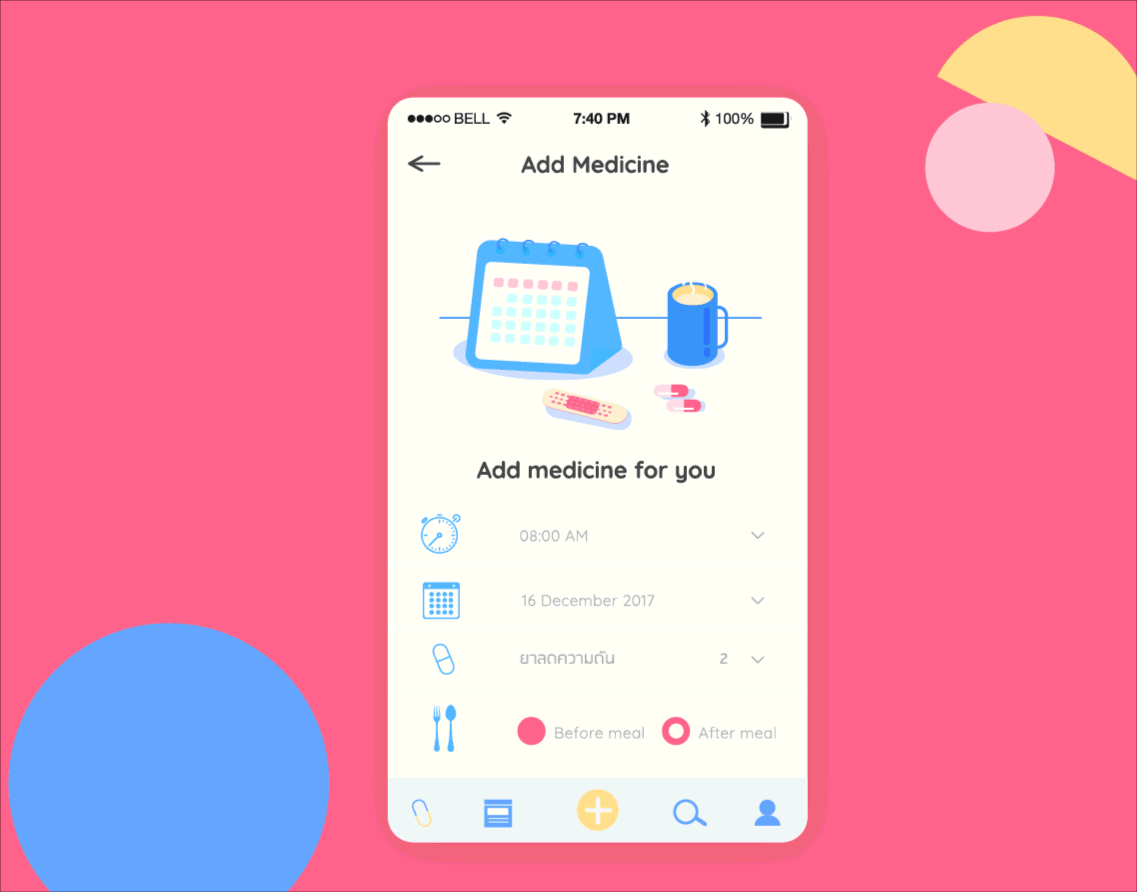 BELL 7:40 PM 100%
Add Medicine
Add medicine for you
08:00 AM
16 December 2017
ยาลดความดัน 2
Before meal After meal